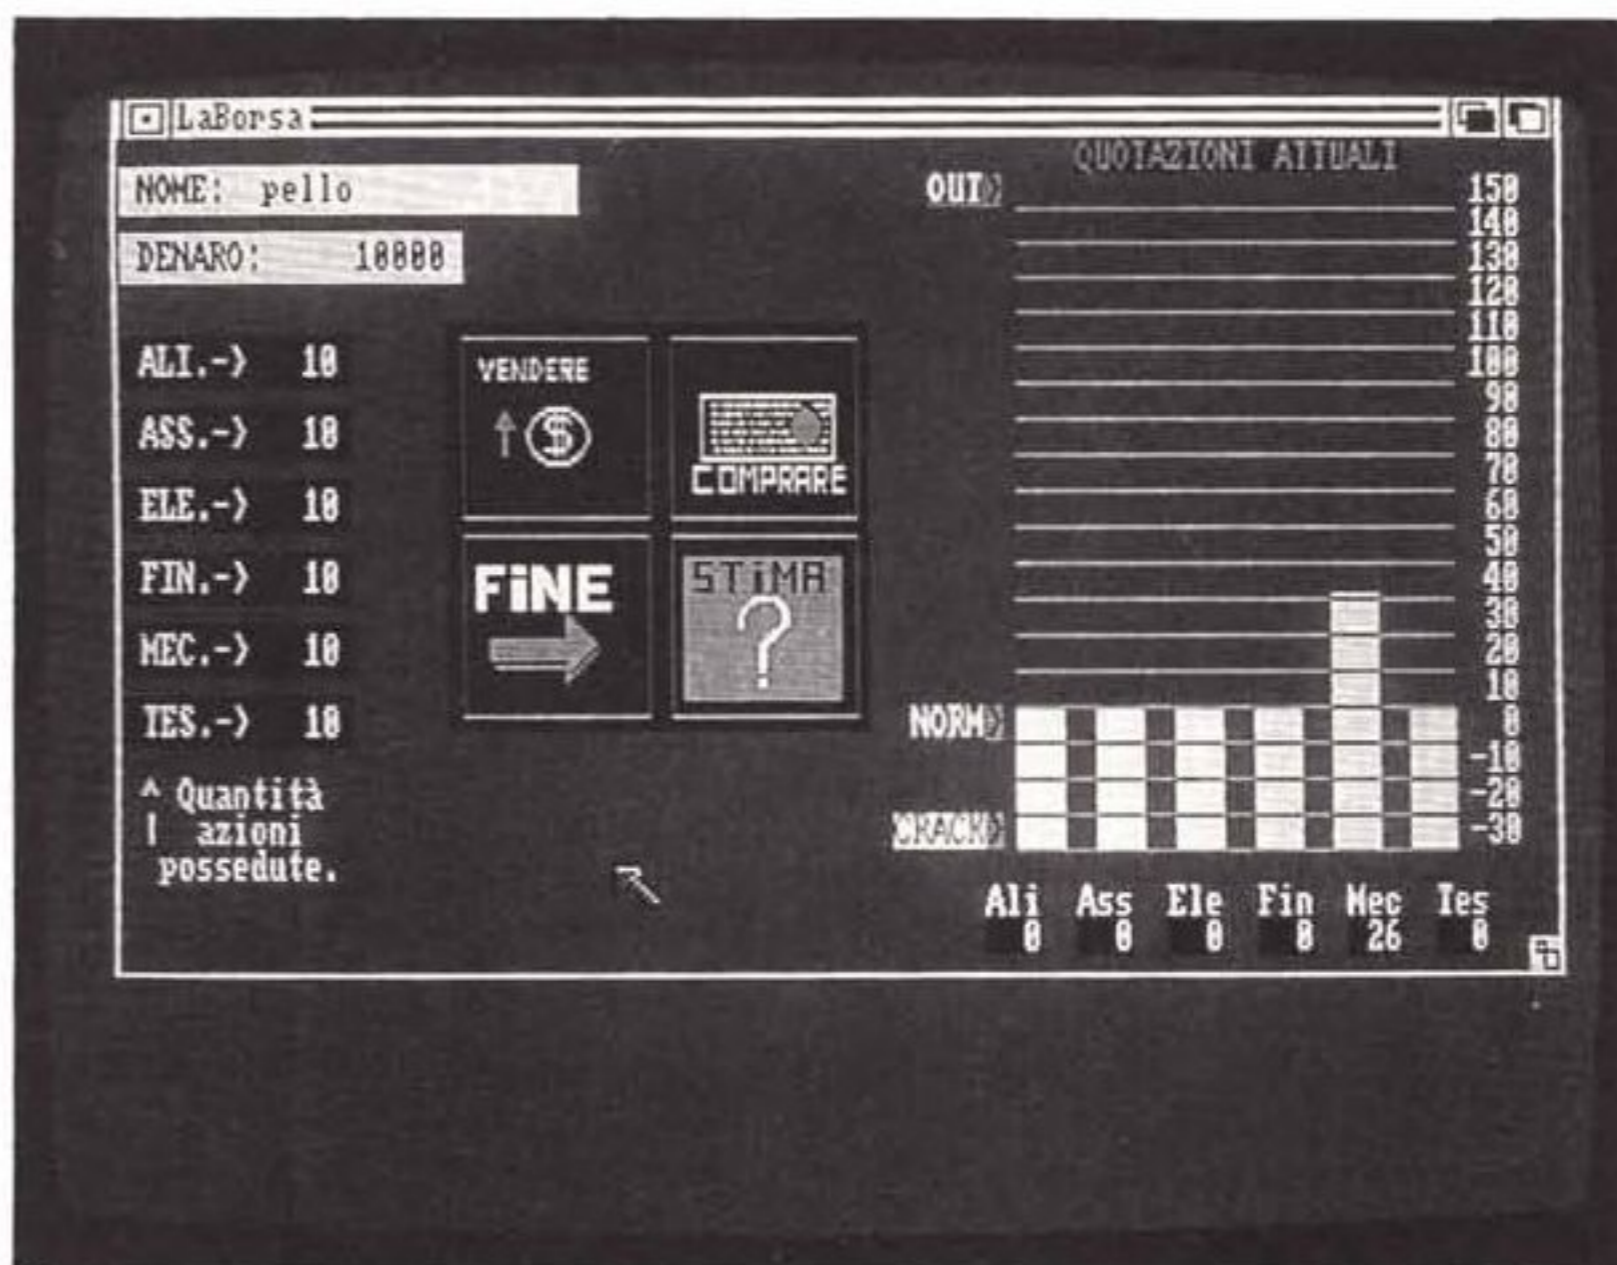 LaBorsa
NOME: pello
DENARO: 10000
ALI.-> 10
ASS.-> 10
ELE.-> 10
FIN.-> 10
MEC.-> 10
TES.-> 10
^ Quantità
| azioni
possedute.
VENDERE
$
COMPRARE
FiNE
STiMA
?
QUOTAZIONI ATTUALI
OUT>
150
140
130
120
110
100
90
80
70
60
50
40
30
20
10
NORM> 0
-10
-20
CRACK> -30
Ali Ass Ele Fin Mec Tes
0 0 0 0 26 0